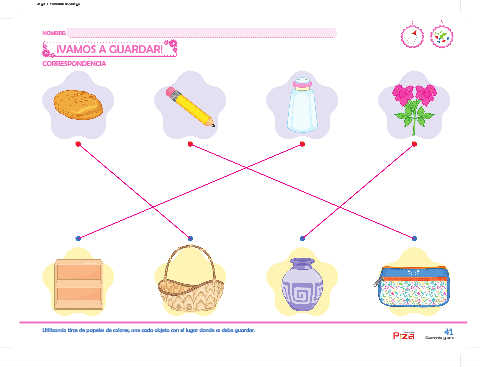 NOMBRE:
¡VAMOS A GUARDAR!
CORRESPONDENCIA
Utilizando tiras de papeles de colores, une cada objeto con el lugar donde se debe guardar.
41